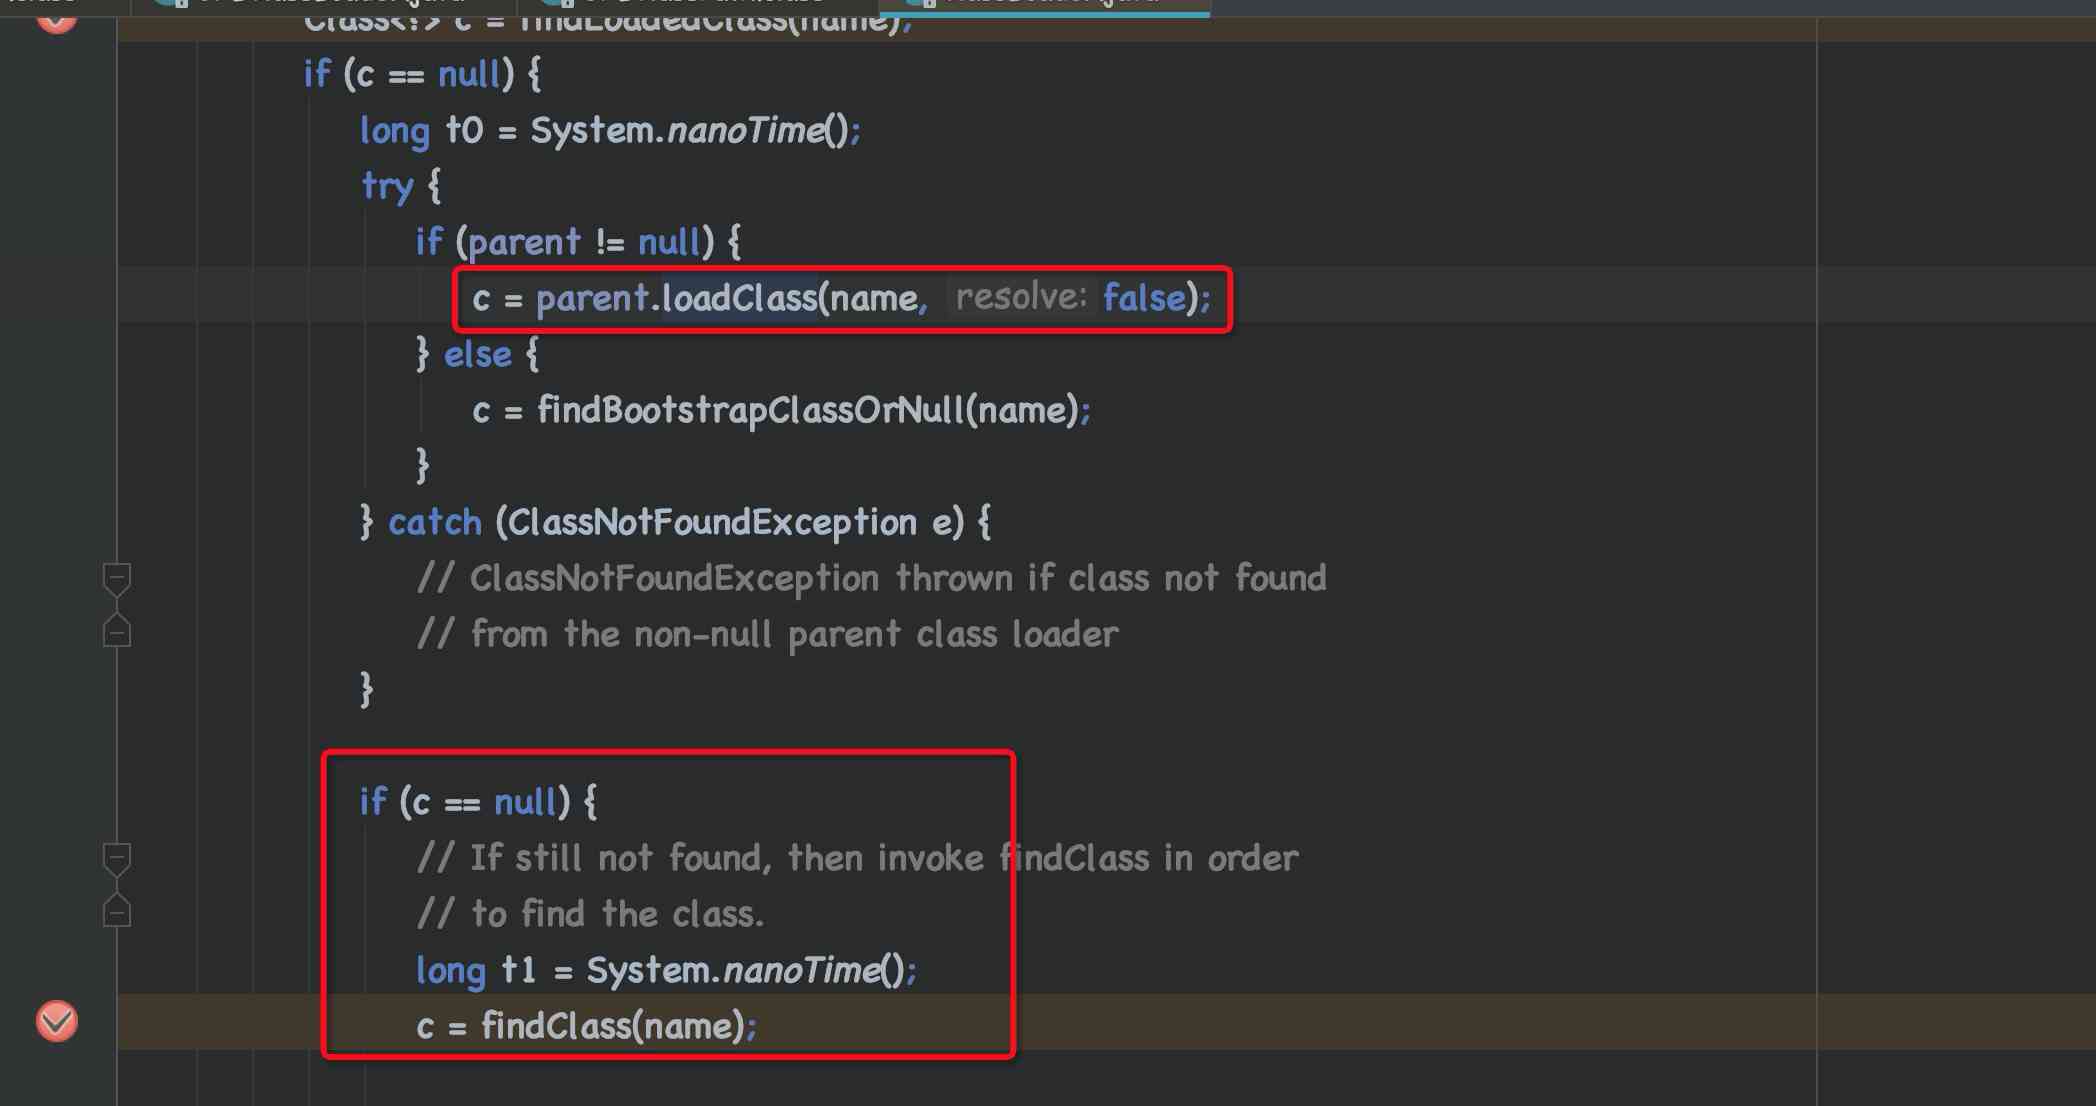 Class<?> c = findLoadedClass(name);
if (c == null) {
long t0 = System.nanoTime();
try {
if (parent != null) {
c = parent.loadClass(name, resolve: false);
} else {
c = findBootstrapClassOrNull(name);
}
} catch (ClassNotFoundException e) {
// ClassNotFoundException thrown if class not found
// from the non-null parent class loader
}
if (c == null) {
// If still not found, then invoke findClass in order
// to find the class.
long t1 = System.nanoTime();
c = findClass(name);